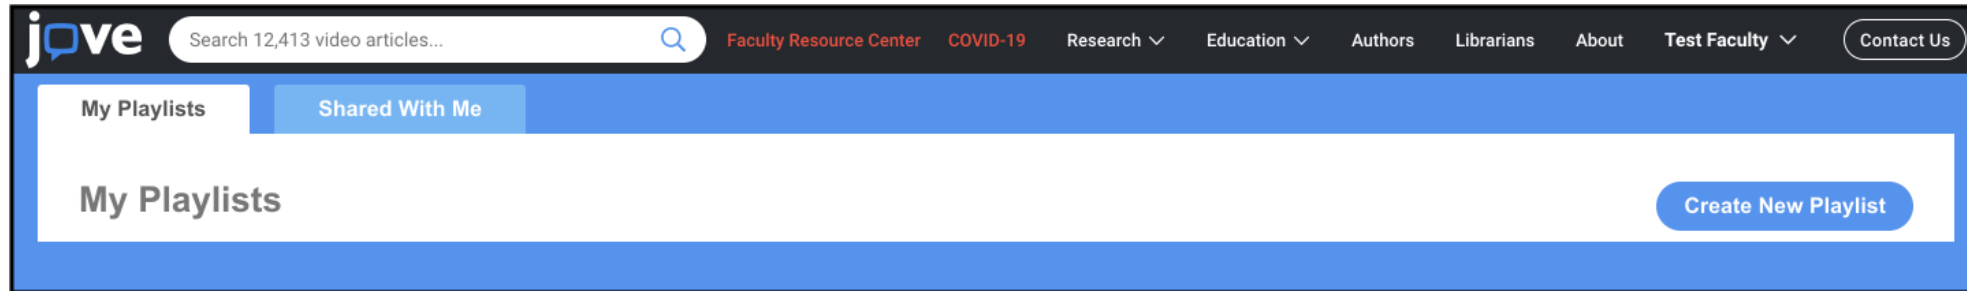 jove Search 12,413 video articles... Faculty Resource Center COVID-19 Research Education Authors Librarians About Test Faculty Contact Us
My Playlists Shared With Me
My Playlists Create New Playlist